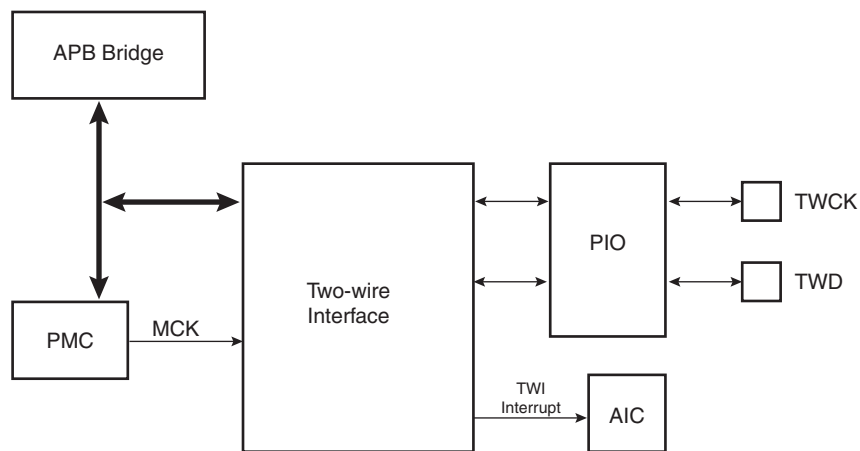 APB Bridge
TWCK
PIO
TWD
Two-wire
Interface
MCK
PMC
TWI
Interrupt
AIC